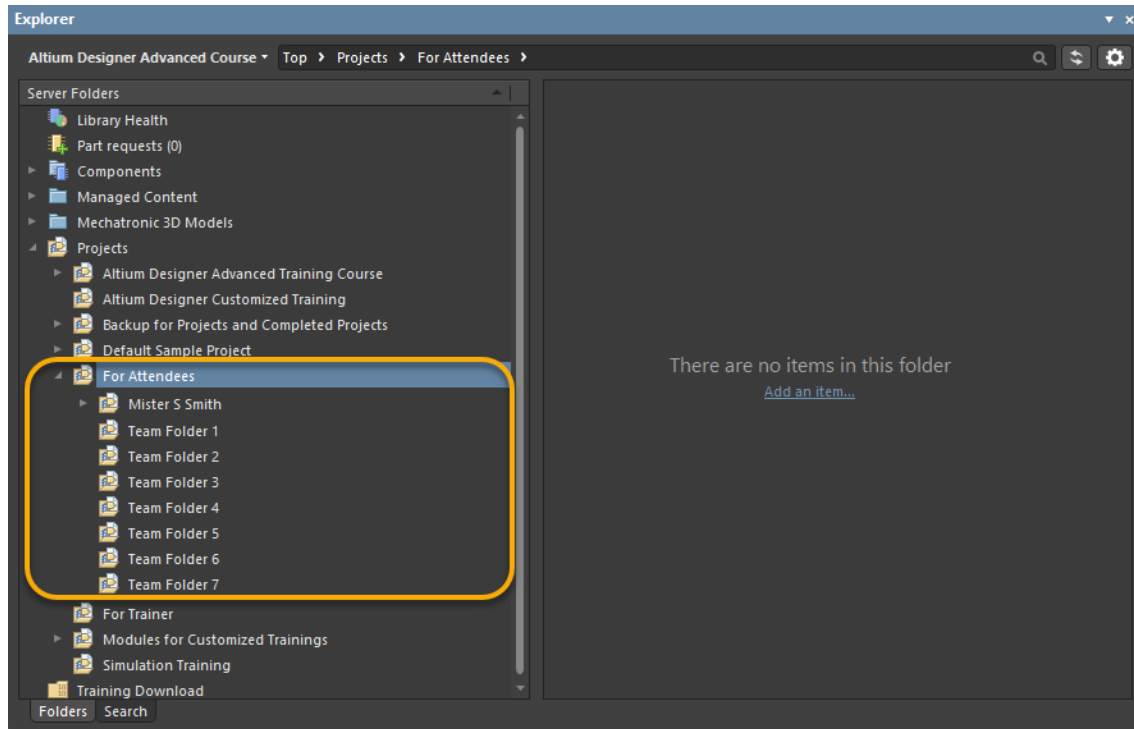 Explorer
Altium Designer Advanced Course Top Projects For Attendees
Server Folders
Library Health
Part requests (0)
Components
Managed Content
Mechatronic 3D Models
Projects
Altium Designer Advanced Training Course
Altium Designer Customized Training
Backup for Projects and Completed Projects
Default Sample Project
For Attendees
Mister S Smith
Team Folder 1
Team Folder 2
Team Folder 3
Team Folder 4
Team Folder 5
Team Folder 6
Team Folder 7
For Trainer
Modules for Customized Trainings
Simulation Training
Training Download
There are no items in this folder
Add an item...
Folders Search